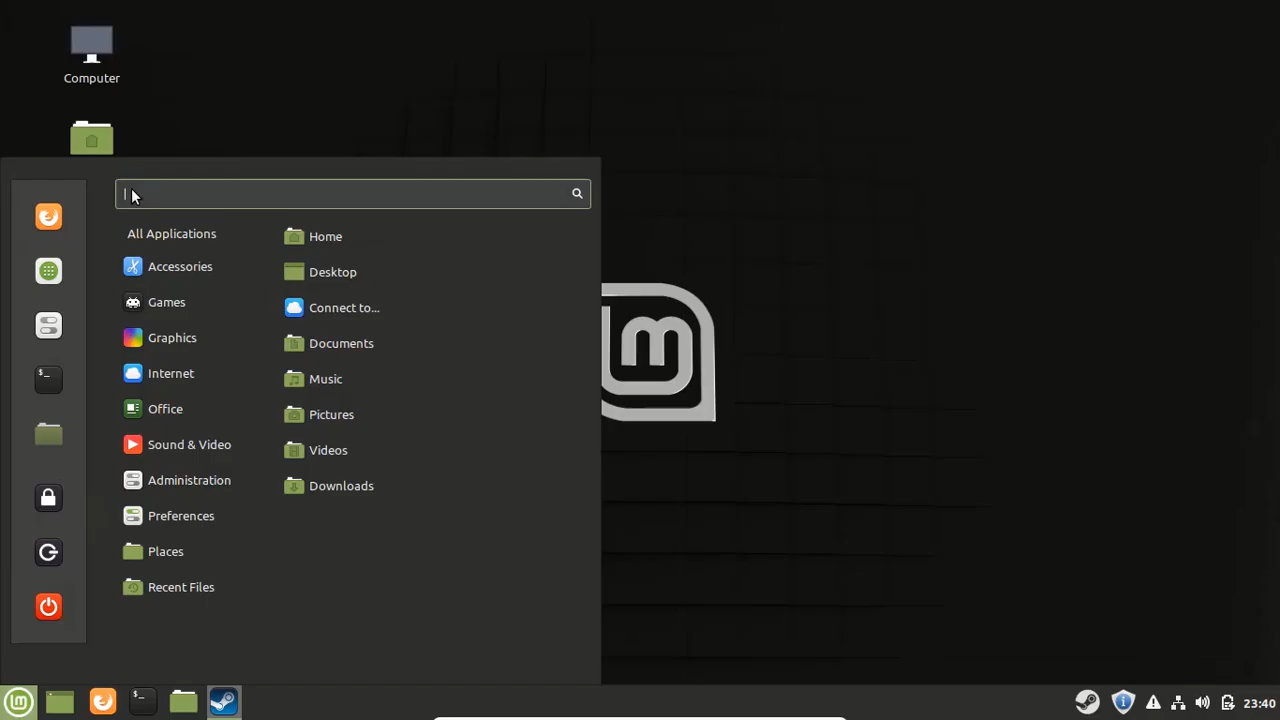 Computer
All Applications
Accessories
Games
Graphics
Internet
Office
Sound & Video
Administration
Preferences
Places
Recent Files
Home
Desktop
Connect to...
Documents
Music
Pictures
Videos
Downloads
23:40